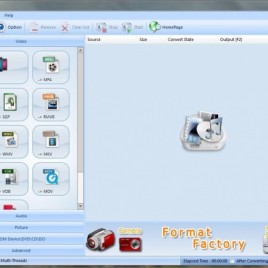 Help
Option Remove Clear List Stop Start HomePage
Video
Source Size Convert State Output [F2]
-> MP4
-> 3GP -> RMVB
-> WMV -> MKV
-> VOB -> MOV
Audio
Picture
ROM Device\DVD\CD\ISO
Advanced
Format
Factory
Multi-Threads
Elapsed Time : 00:00:00 After Converting